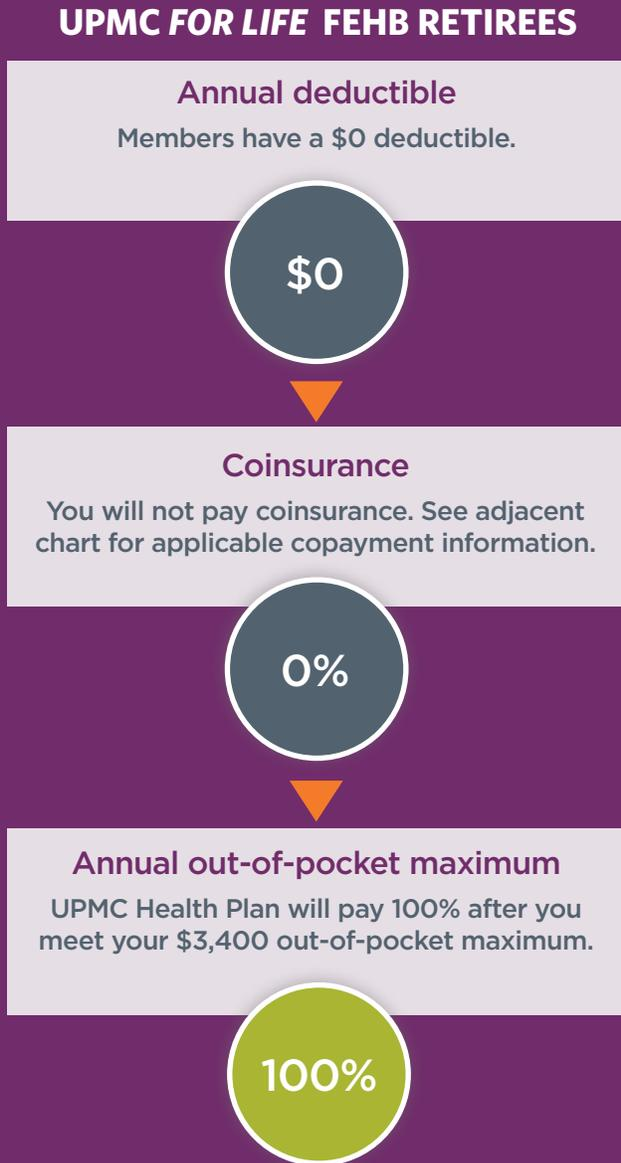 UPMC FOR LIFE FEHB RETIREES
Annual deductible
Members have a $0 deductible.
$0
Coinsurance
You will not pay coinsurance. See adjacent
chart for applicable copayment information.
0%
Annual out-of-pocket maximum
UPMC Health Plan will pay 100% after you
meet your $3,400 out-of-pocket maximum.
100%